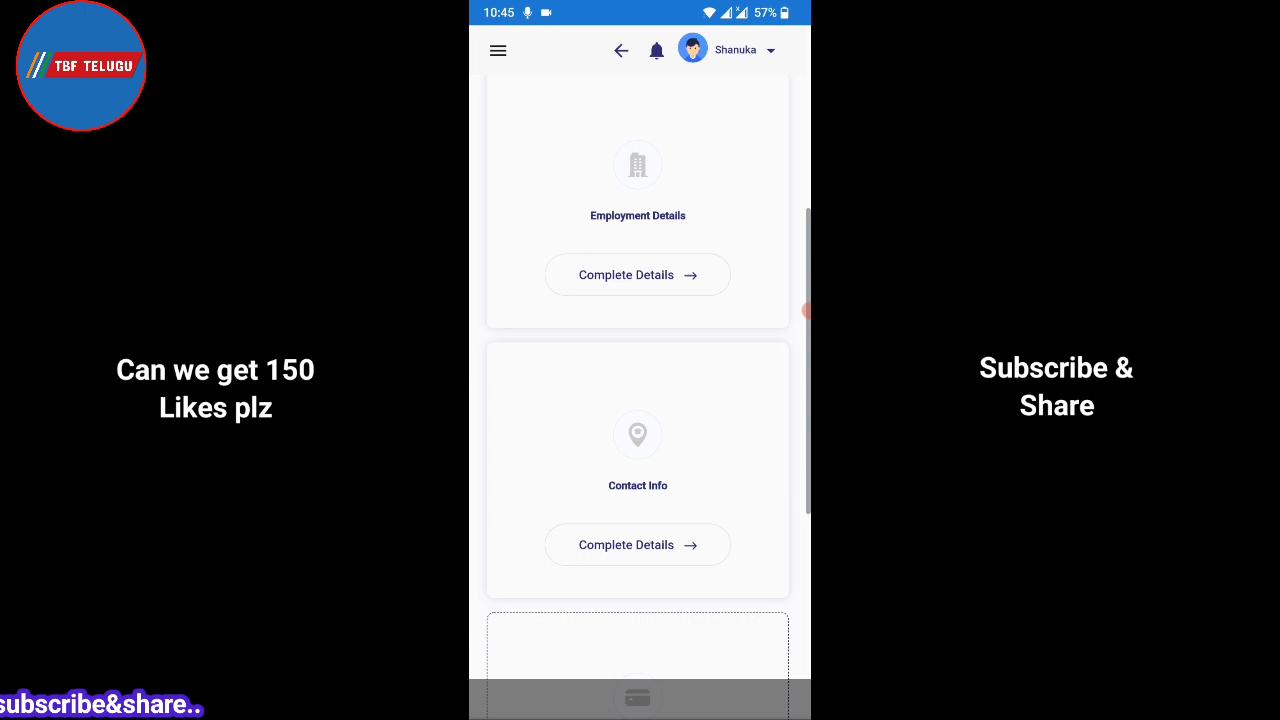 10:45
57%
TBF TELUGU
Shanuka
Employment Details
Complete Details
Can we get 150
Likes plz
Subscribe &
Share
Contact Info
Complete Details
subscribe&share..